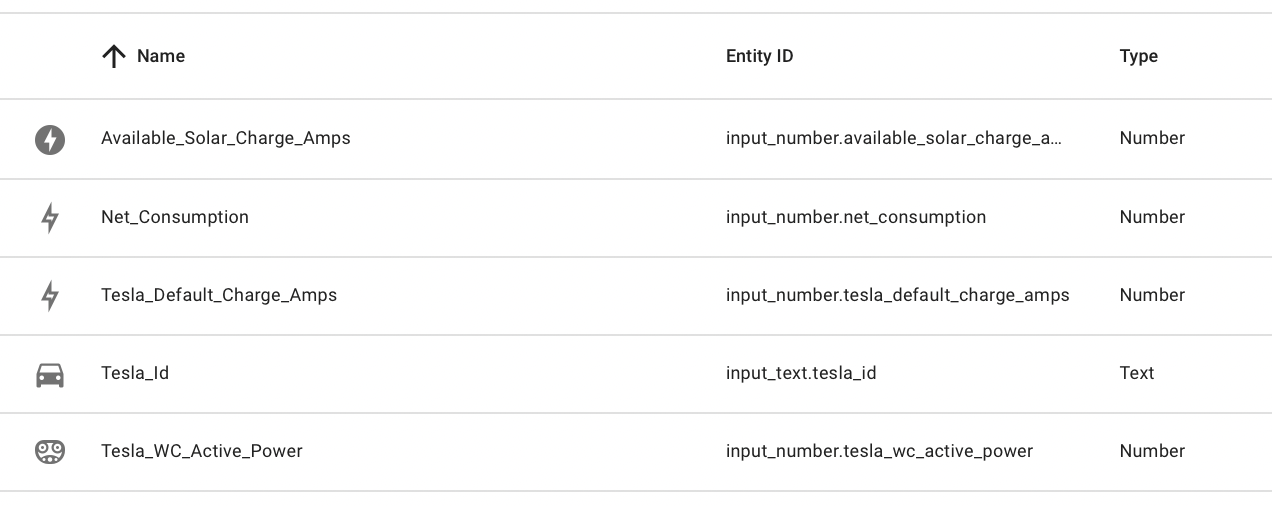 Name Entity ID Type
Available_Solar_Charge_Amps input_number.available_solar_charge_a... Number
Net_Consumption input_number.net_consumption Number
Tesla_Default_Charge_Amps input_number.tesla_default_charge_amps Number
Tesla_Id input_text.tesla_id Text
Tesla_WC_Active_Power input_number.tesla_wc_active_power Number